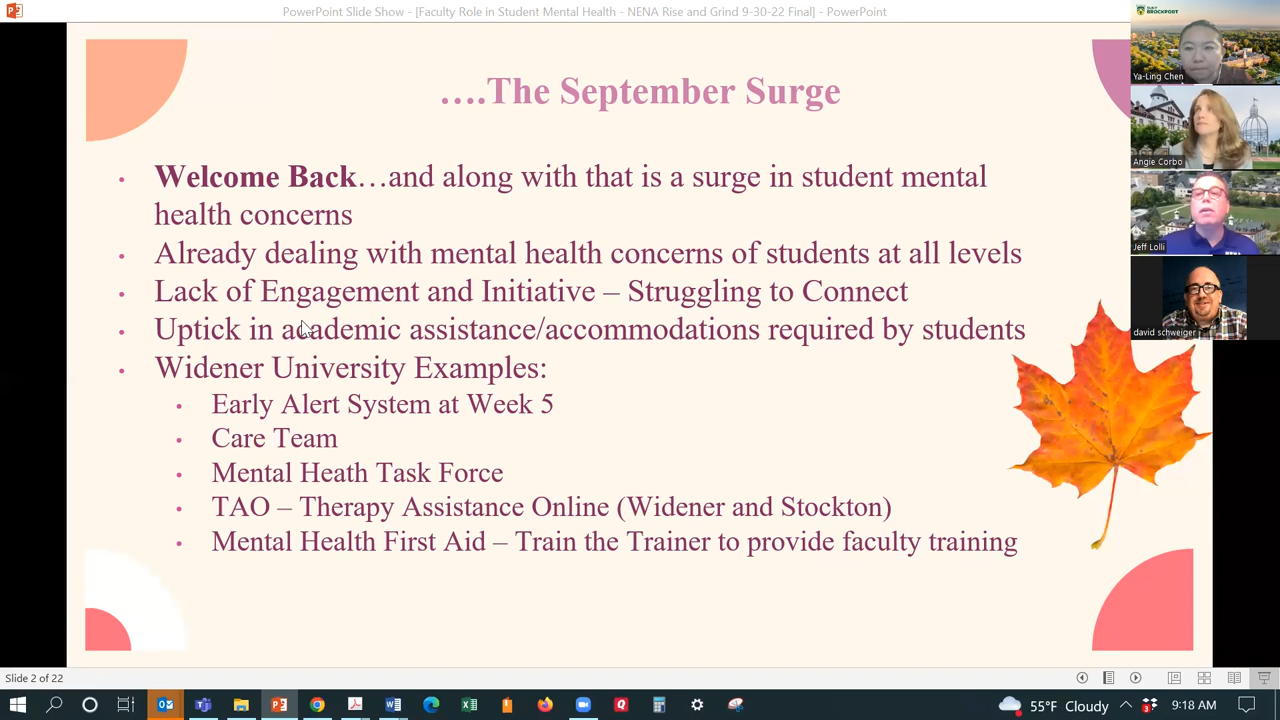 PowerPoint Slide Show - [Faculty Role in Student Mental Health - NENA Rise and Grind 9-30-22 Final] - PowerPoint
SUNY
BROCKPORT
Ya-Ling Chen
Angie Corbo
Jeff Lolli
david schweiger
….The September Surge
• Welcome Back…and along with that is a surge in student mental
health concerns
• Already dealing with mental health concerns of students at all levels
• Lack of Engagement and Initiative – Struggling to Connect
• Uptick in academic assistance/accommodations required by students
• Widener University Examples:
• Early Alert System at Week 5
• Care Team
• Mental Heath Task Force
• TAO – Therapy Assistance Online (Widener and Stockton)
• Mental Health First Aid – Train the Trainer to provide faculty training
Slide 2 of 22
55°F Cloudy
3
9:18 AM